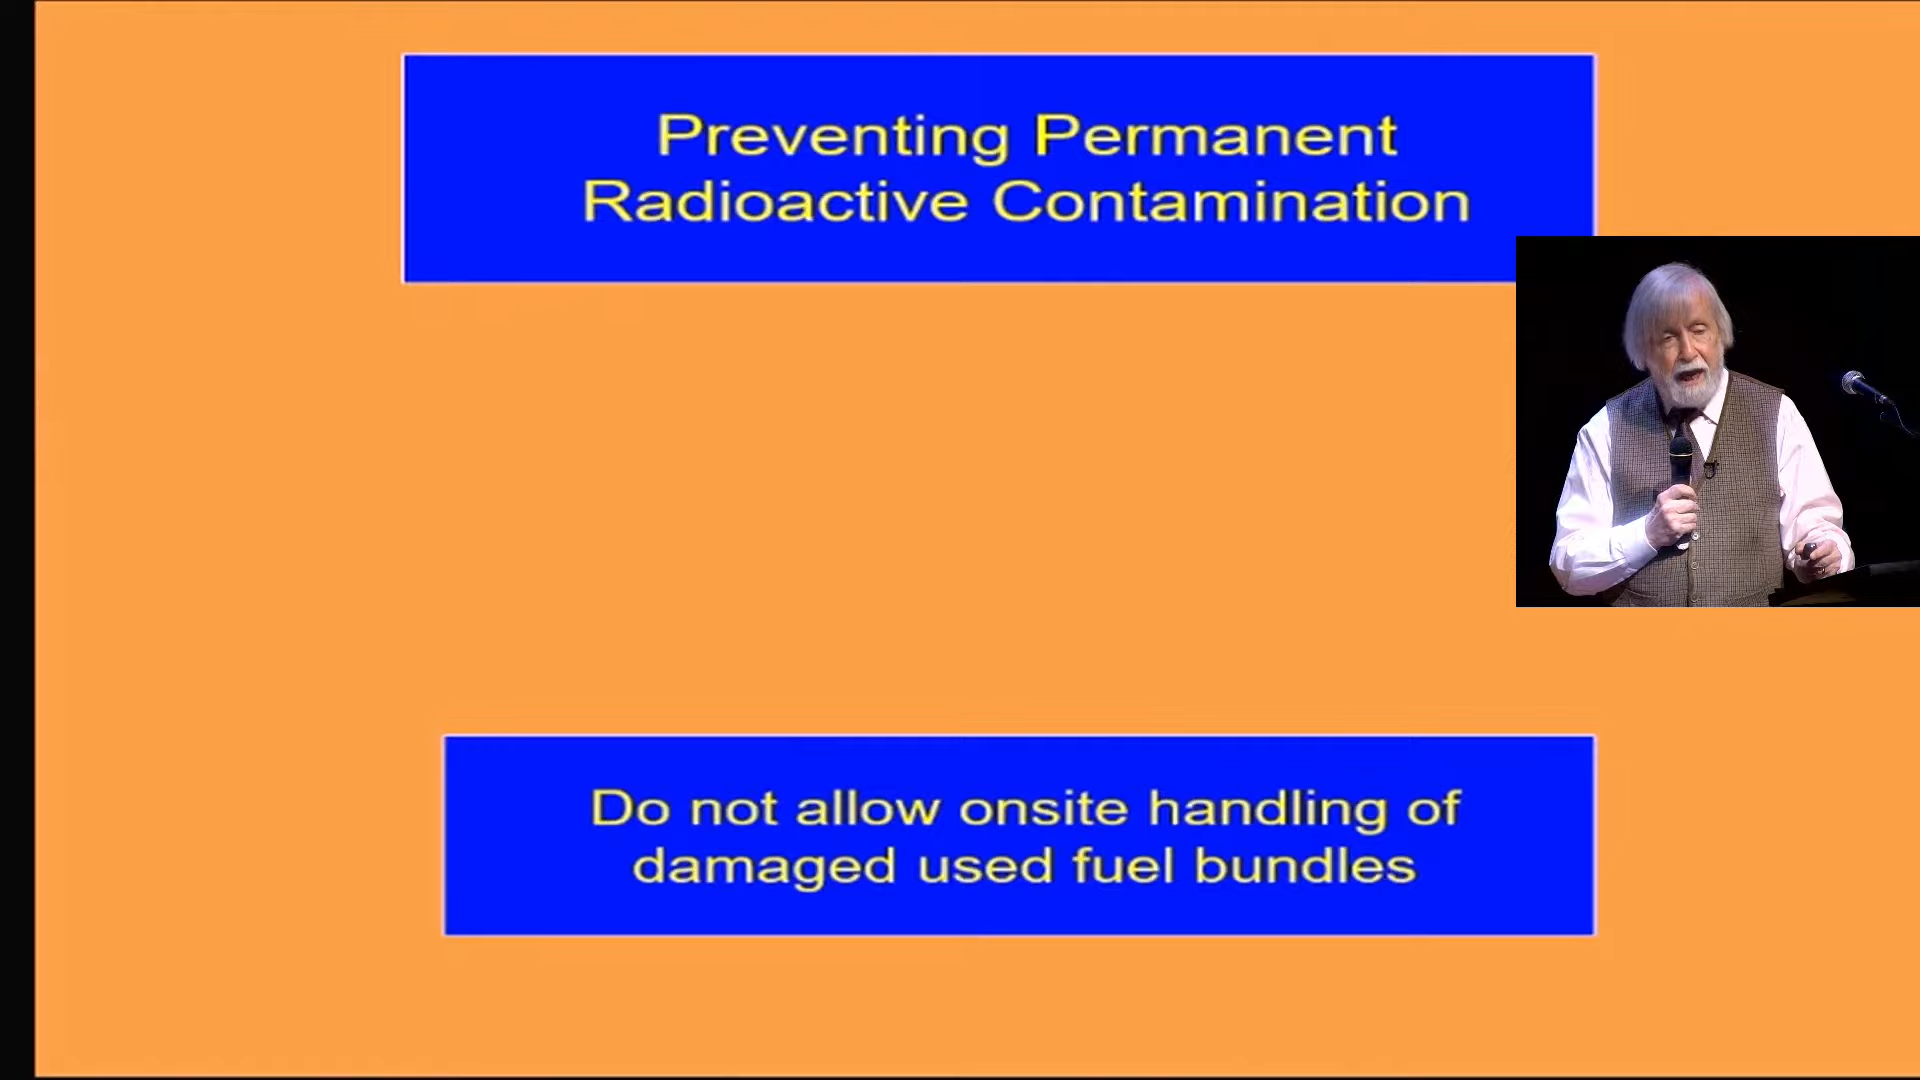 Preventing Permanent
Radioactive Contamination
Do not allow onsite handling of
damaged used fuel bundles